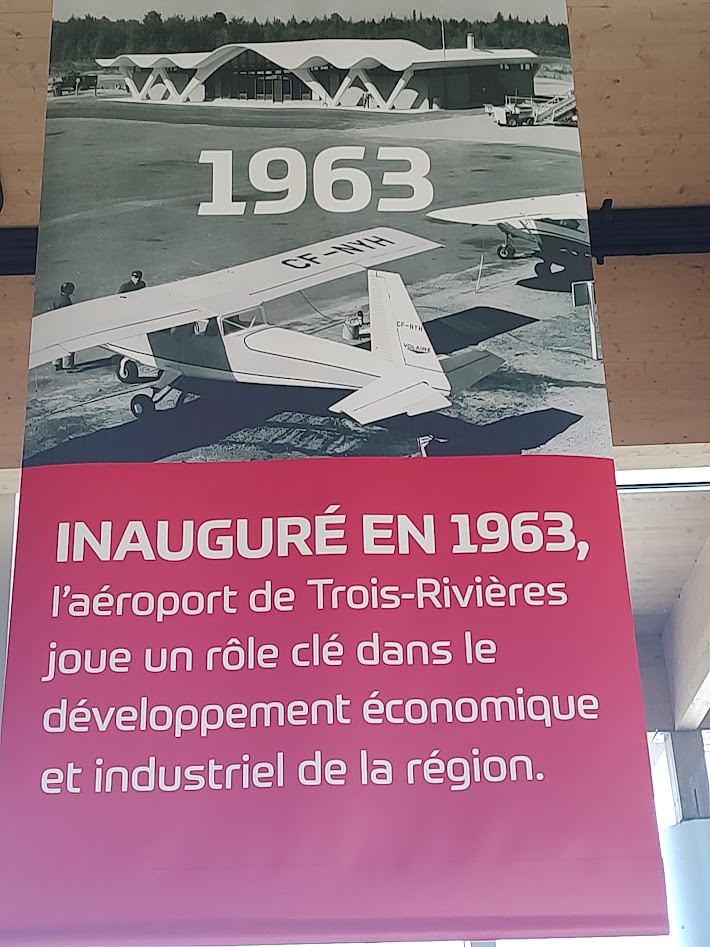 1963
CF-NYH
CF-NYH
VOLAIRE
INAUGURÉ EN 1963,
l'aéroport de Trois-Rivières
joue un rôle clé dans le
développement économique
et industriel de la région.